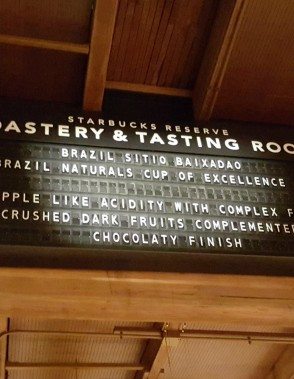 STARBUCKS RESERVE
OASTERY & TASTING ROO
BRAZIL SITIO BAIXADAO
BRAZIL NATURALS CUP OF EXCELLENCE
APPLE LIKE ACIDITY WITH COMPLEX F
CRUSHED DARK FRUITS COMPLEMENTE
CHOCOLATY FINISH